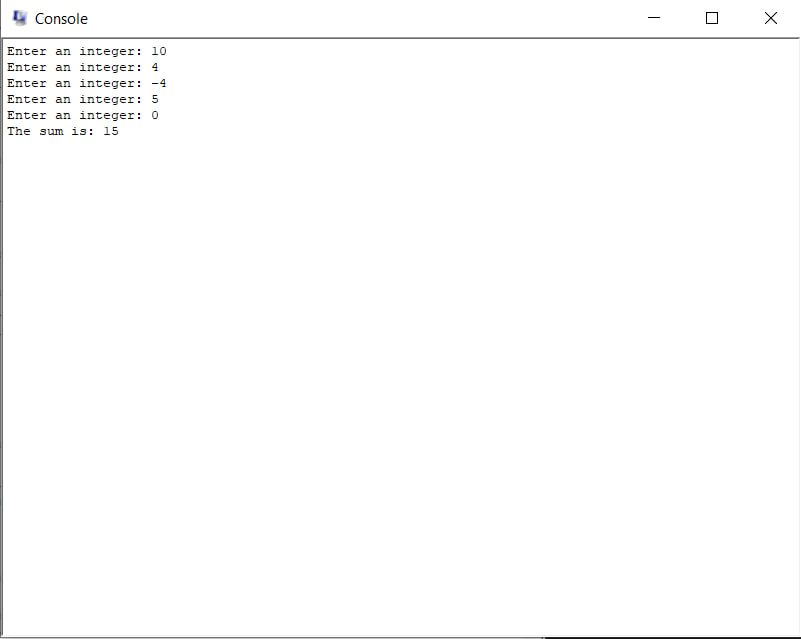 Console
Enter an integer: 10
Enter an integer: 4
Enter an integer: -4
Enter an integer: 5
Enter an integer: 0
The sum is: 15